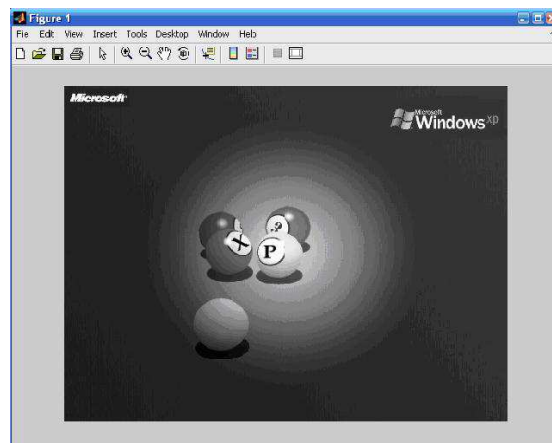 Figure 1
File Edit View Insert Tools Desktop Window Help
Microsoft
Microsoft
Windows xp
X
?
P